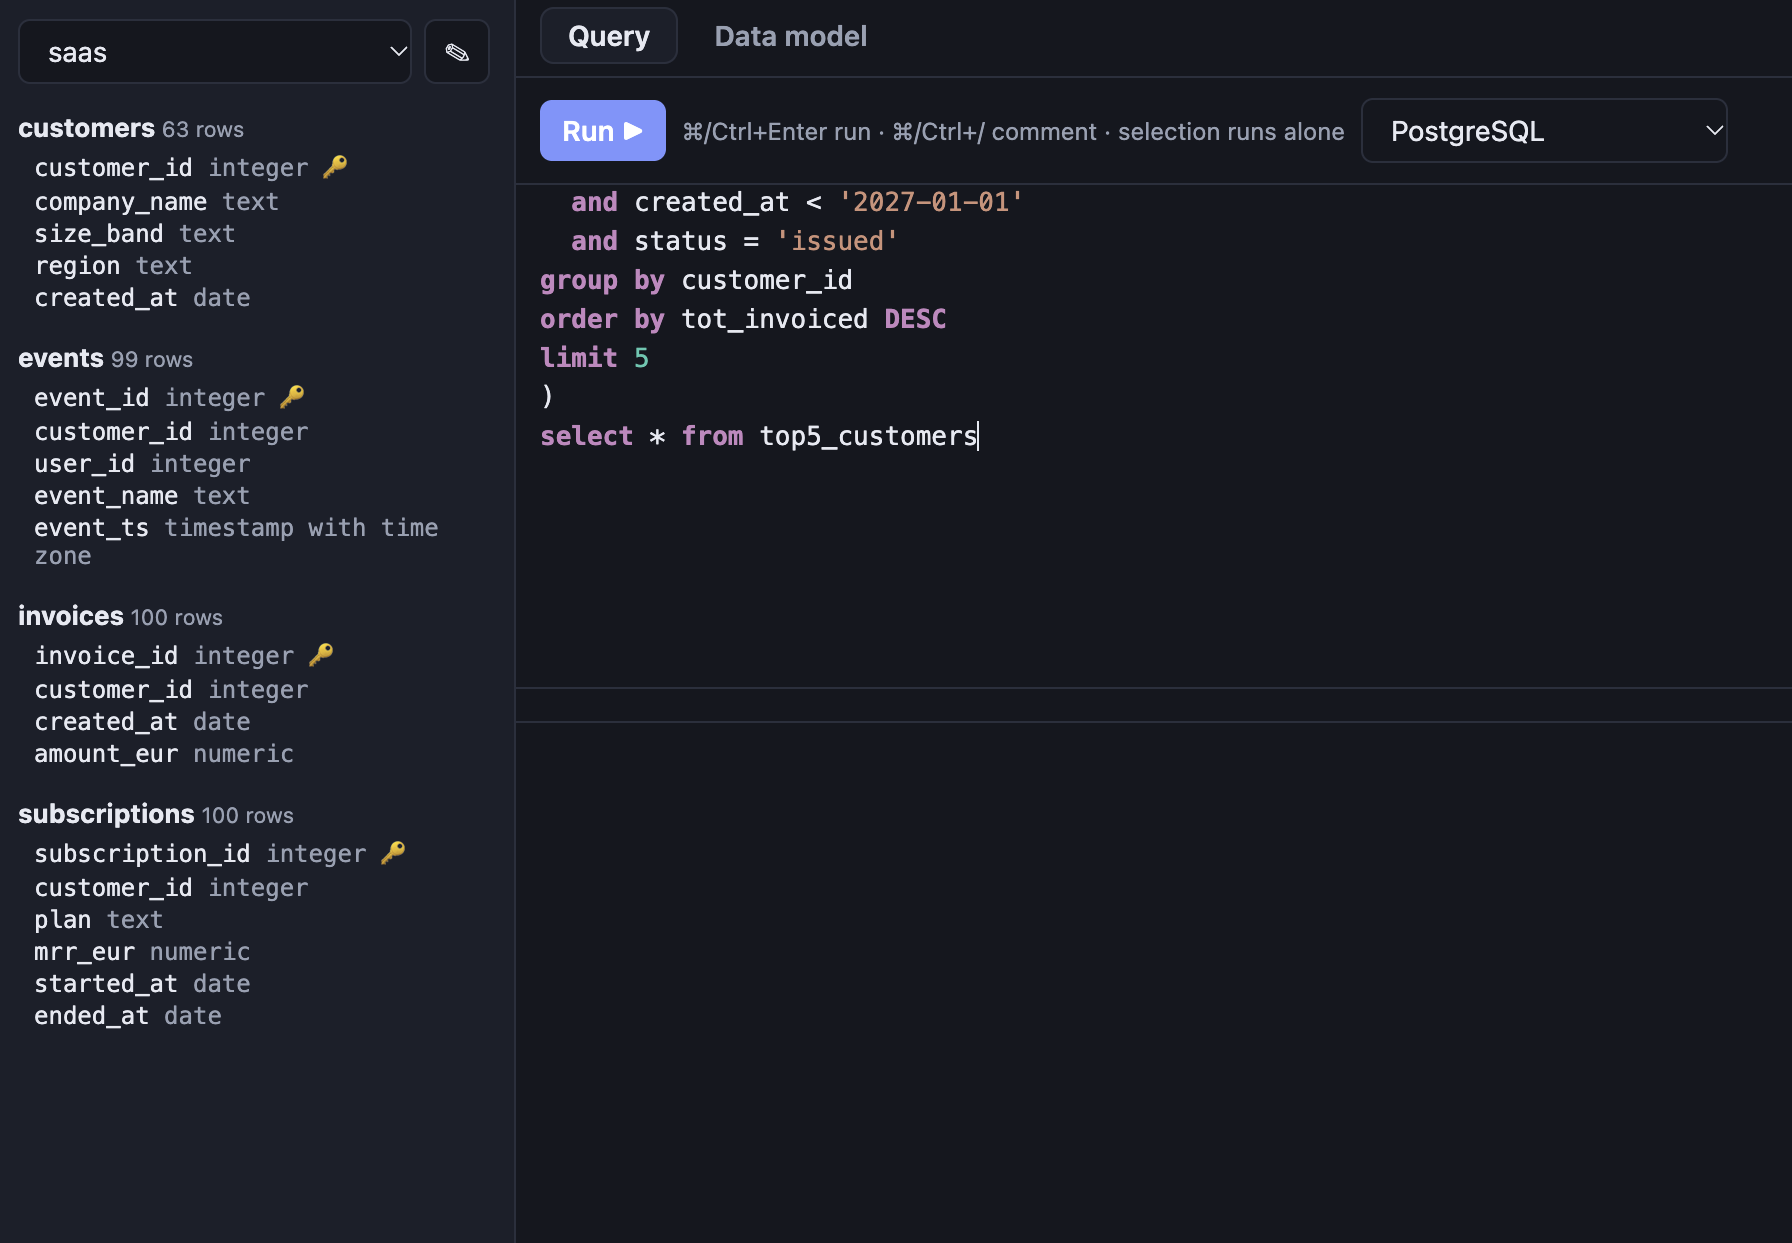 saas
customers 63 rows
customer_id integer 🔑
company_name text
size_band text
region text
created_at date
events 99 rows
event_id integer 🔑
customer_id integer
user_id integer
event_name text
event_ts timestamp with time
zone
invoices 100 rows
invoice_id integer 🔑
customer_id integer
created_at date
amount_eur numeric
subscriptions 100 rows
subscription_id integer 🔑
customer_id integer
plan text
mrr_eur numeric
started_at date
ended_at date
Query Data model
Run ▶ ⌘/Ctrl+Enter run · ⌘/Ctrl+/ comment · selection runs alone PostgreSQL
and created_at < '2027-01-01'
and status = 'issued'
group by customer_id
order by tot_invoiced DESC
limit 5
)
select * from top5_customers